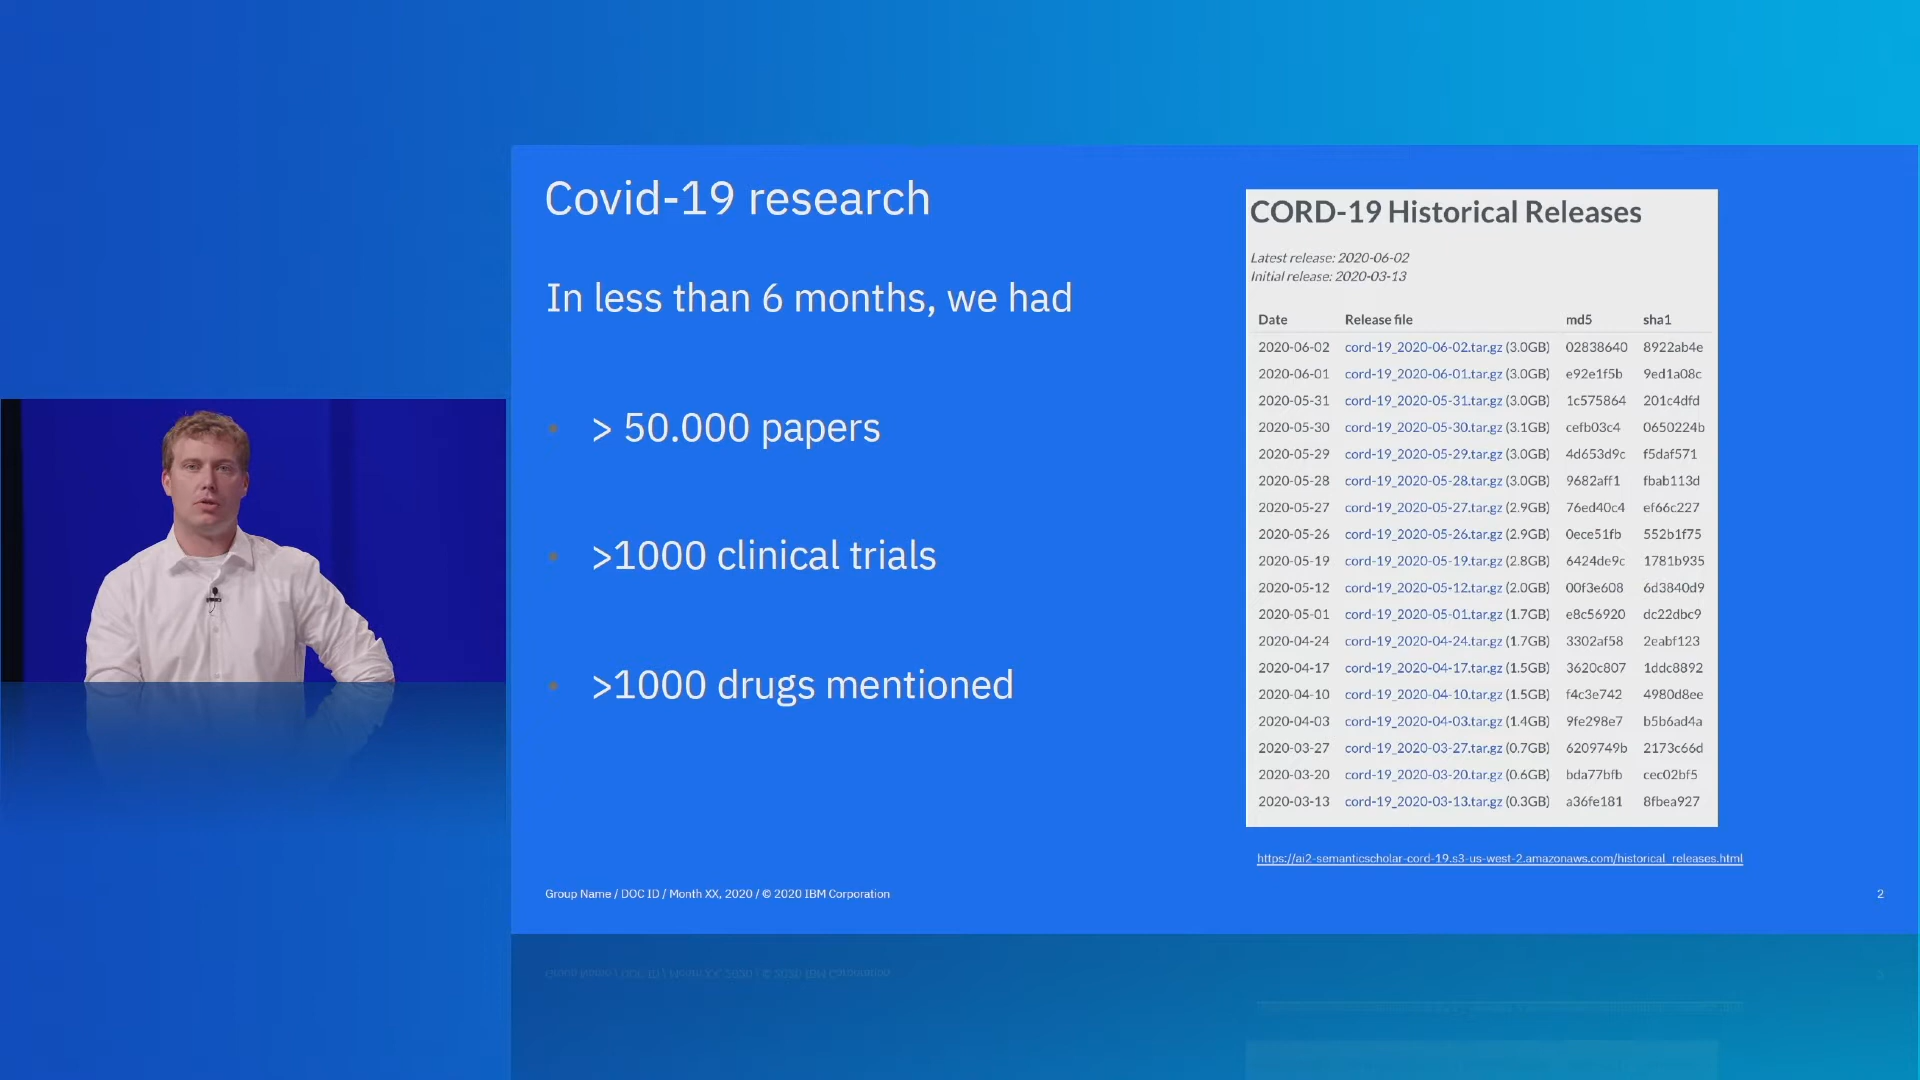 Covid-19 research
In less than 6 months, we had
> 50.000 papers
>1000 clinical trials
>1000 drugs mentioned
CORD-19 Historical Releases
Latest release: 2020-06-02
Initial release: 2020-03-13
Date Release file md5 sha1
2020-06-02 cord-19_2020-06-02.tar.gz (3.0GB) 02838640 8922ab4e
2020-06-01 cord-19_2020-06-01.tar.gz (3.0GB) e92e1f5b 9ed1a08c
2020-05-31 cord-19_2020-05-31.tar.gz (3.0GB) 1c575864 201c4dfd
2020-05-30 cord-19_2020-05-30.tar.gz (3.1GB) cefb03c4 0650224b
2020-05-29 cord-19_2020-05-29.tar.gz (3.0GB) 4d653d9c f5daf571
2020-05-28 cord-19_2020-05-28.tar.gz (3.0GB) 9682aff1 fbab113d
2020-05-27 cord-19_2020-05-27.tar.gz (2.9GB) 76ed40c4 ef66c227
2020-05-26 cord-19_2020-05-26.tar.gz (2.9GB) 0ece51fb 552b1f75
2020-05-19 cord-19_2020-05-19.tar.gz (2.8GB) 6424de9c 1781b935
2020-05-12 cord-19_2020-05-12.tar.gz (2.0GB) 00f3e608 6d3840d9
2020-05-01 cord-19_2020-05-01.tar.gz (1.7GB) e8c56920 dc22dbc9
2020-04-24 cord-19_2020-04-24.tar.gz (1.7GB) 3302af58 2eabf123
2020-04-17 cord-19_2020-04-17.tar.gz (1.5GB) 3620c807 1ddc8892
2020-04-10 cord-19_2020-04-10.tar.gz (1.5GB) f4c3e742 4980d8ee
2020-04-03 cord-19_2020-04-03.tar.gz (1.4GB) 9fe298e7 b5b6ad4a
2020-03-27 cord-19_2020-03-27.tar.gz (0.7GB) 6209749b 2173c66d
2020-03-20 cord-19_2020-03-20.tar.gz (0.6GB) bda77bfb cec02bf5
2020-03-13 cord-19_2020-03-13.tar.gz (0.3GB) a36fe181 8fbea927
https://ai2-semanticscholar-cord-19.s3-us-west-2.amazonaws.com/historical_releases.html
Group Name / DOC ID / Month XX, 2020 / © 2020 IBM Corporation
2